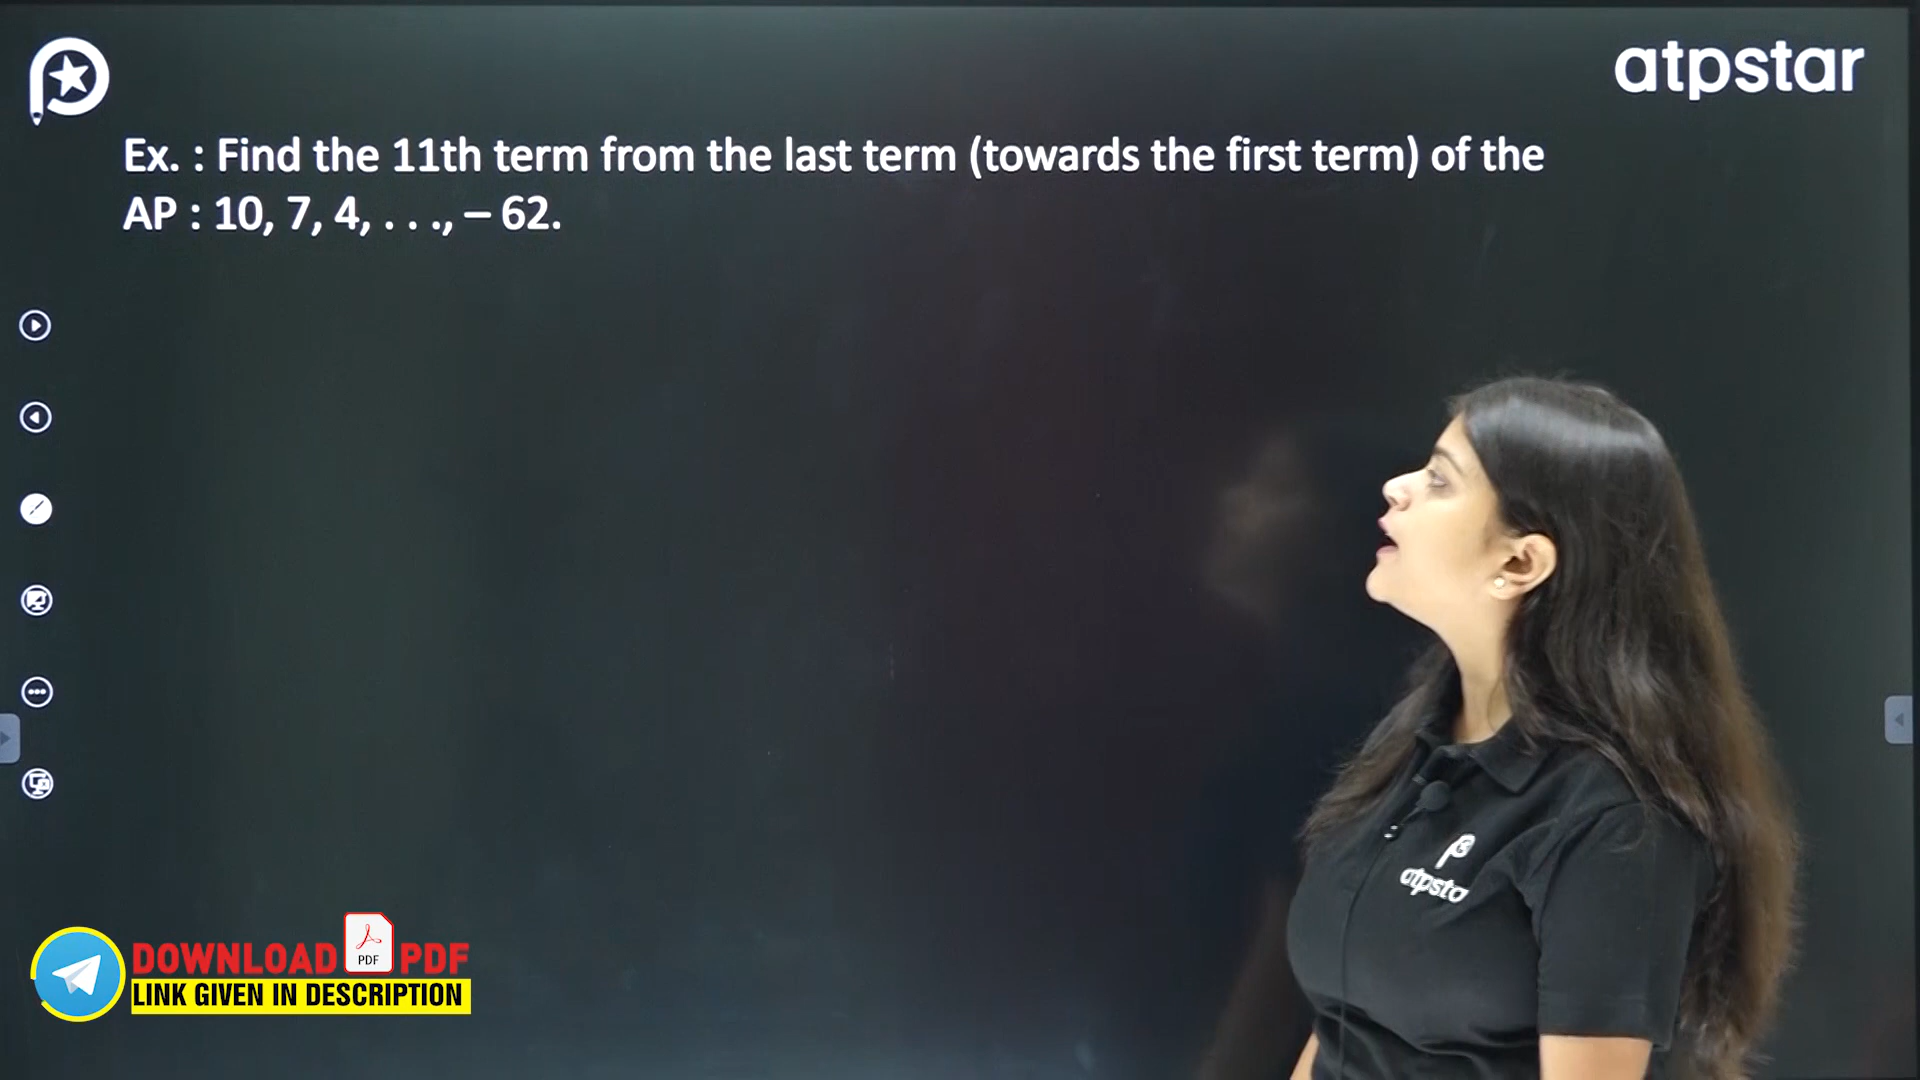 atpstar
Ex. : Find the 11th term from the last term (towards the first term) of the
AP : 10, 7, 4, . . ., – 62.
atpsta
DOWNLOAD PDF PDF
LINK GIVEN IN DESCRIPTION